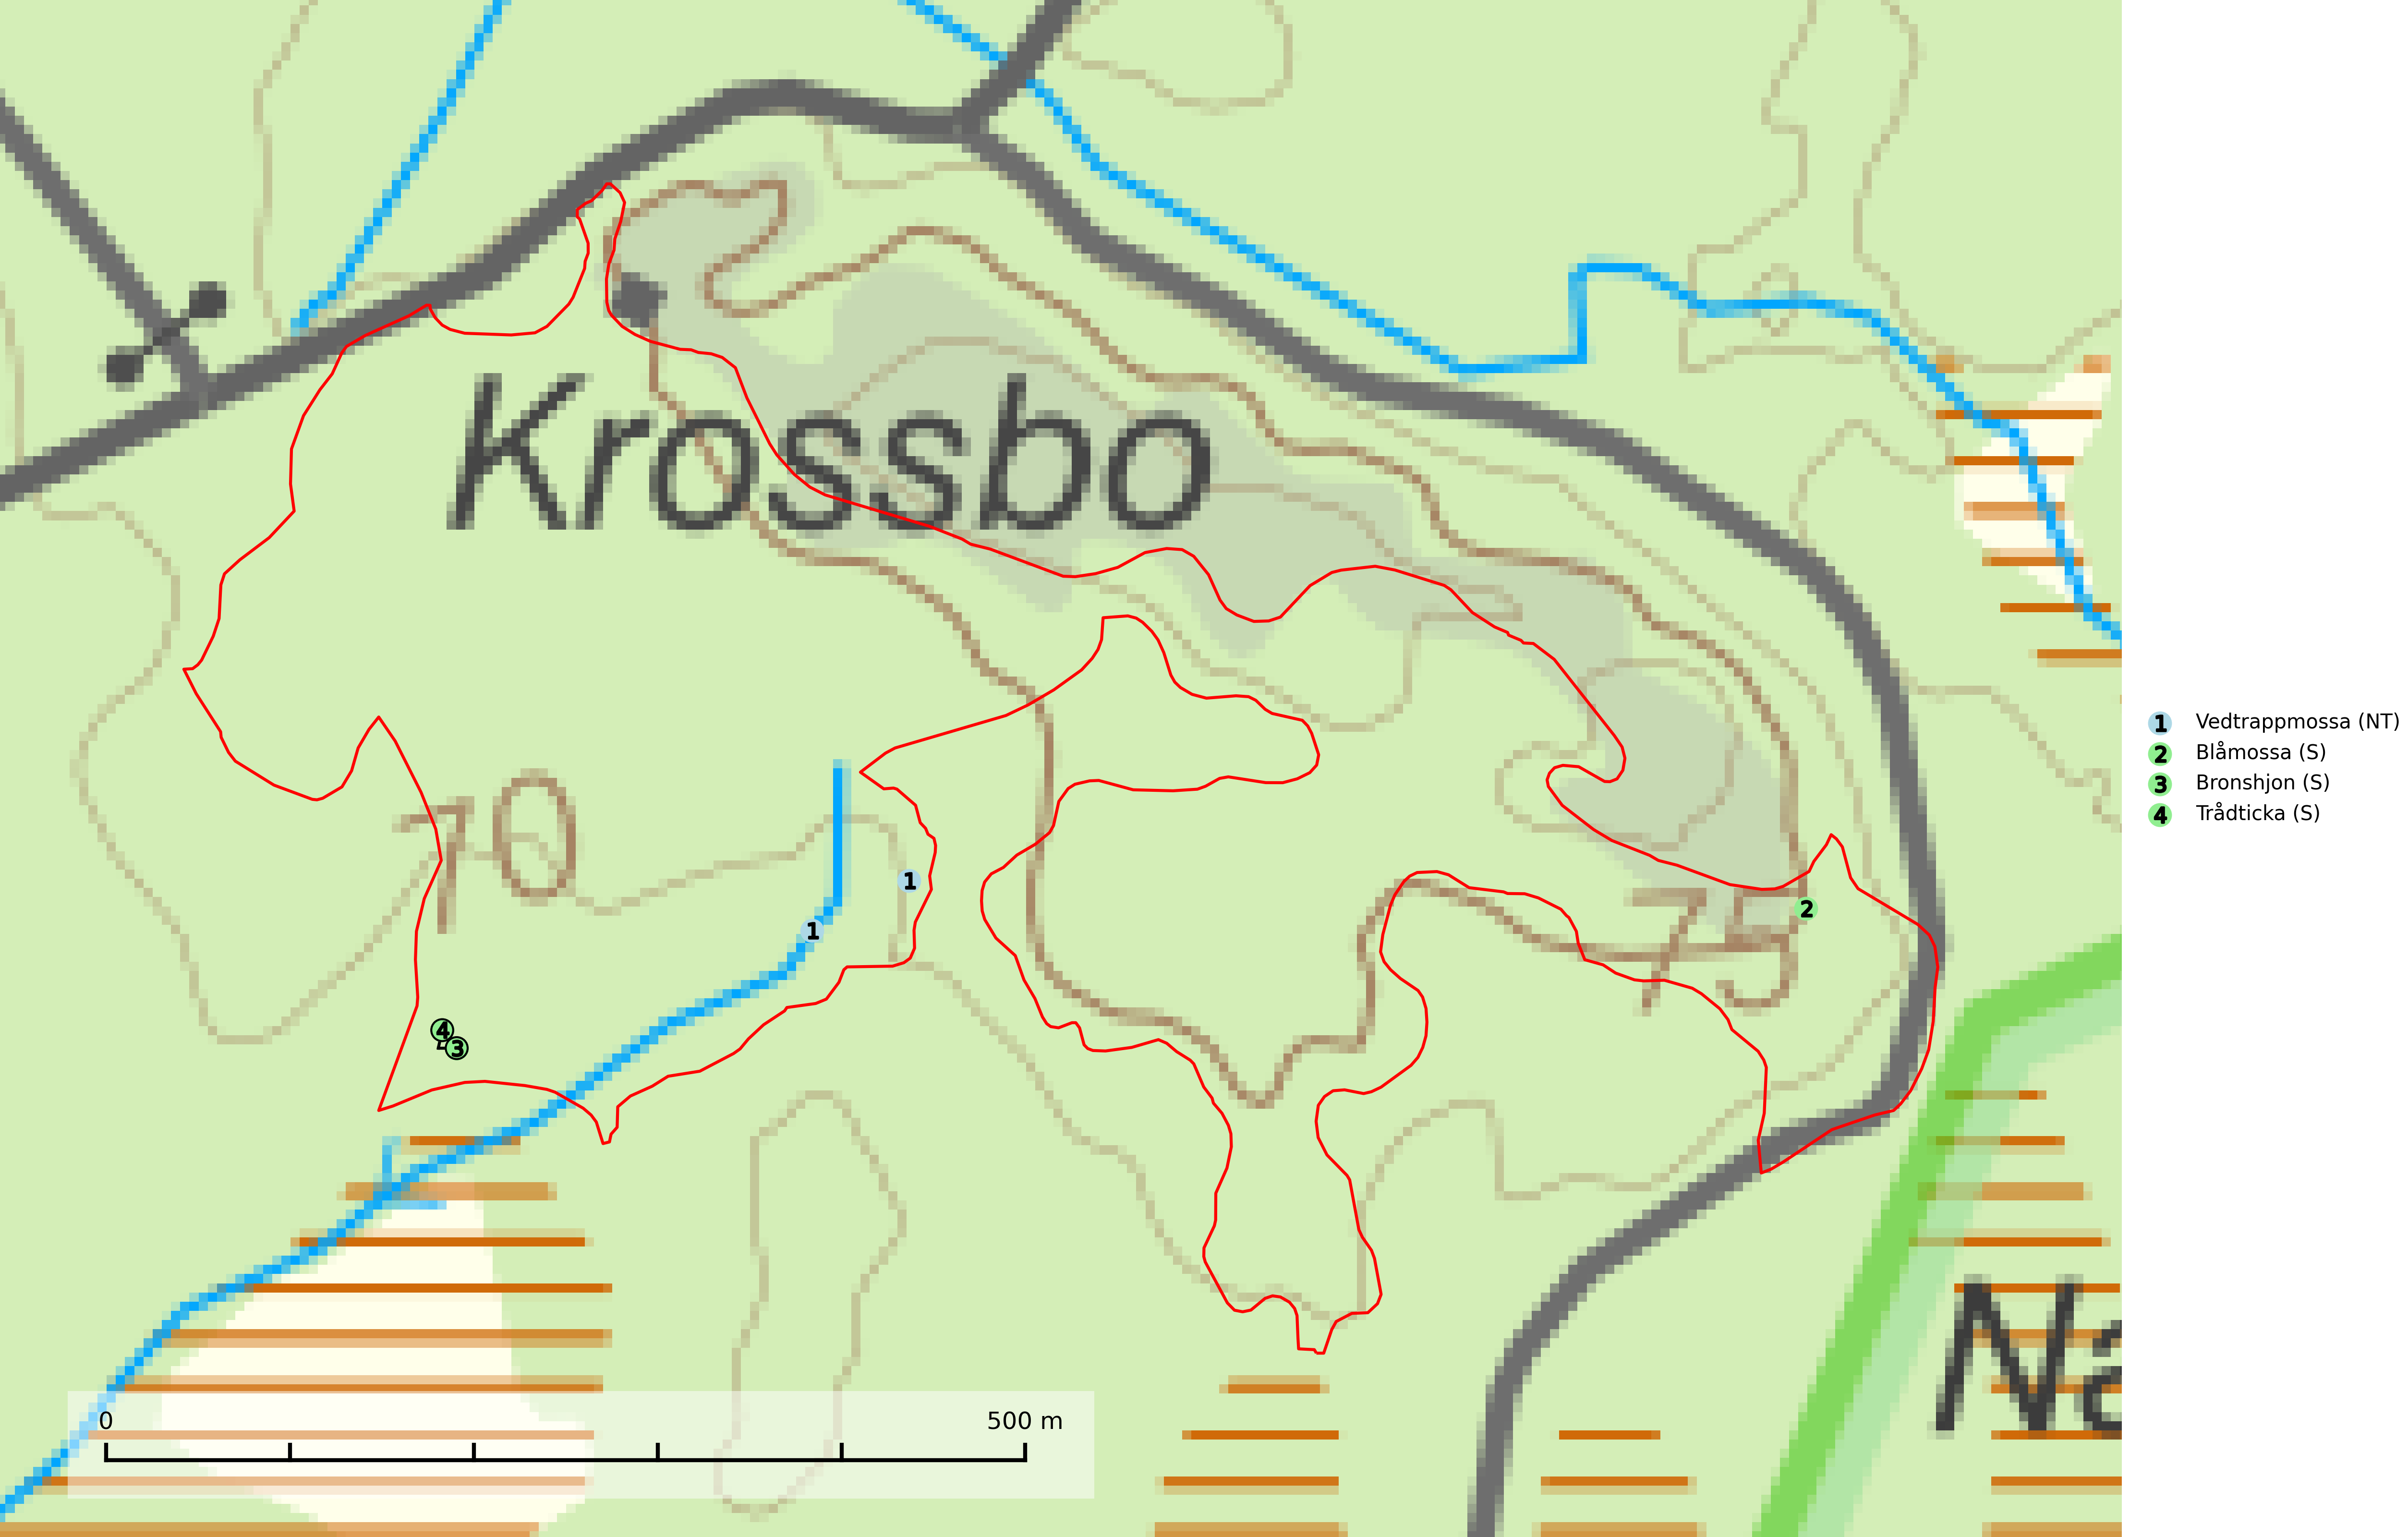 Krossbo
70
1
1
75
2
4
3
Nä
0 500 m
1 Vedtrappmossa (NT)
2 Blåmossa (S)
3 Bronshjon (S)
4 Trådticka (S)